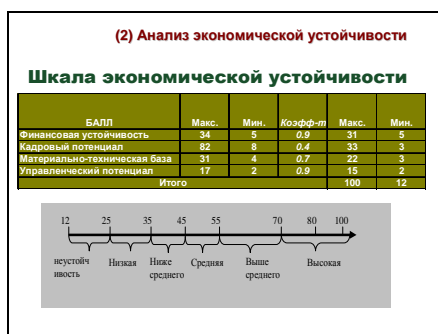 (2) Анализ экономической устойчивости
Шкала экономической устойчивости
БАЛЛ Макс. Мин. Коэфф-т Макс. Мин.
Финансовая устойчивость 34 5 0.9 31 5
Кадровый потенциал 82 8 0.4 33 3
Материально-техническая база 31 4 0.7 22 3
Управленческий потенциал 17 2 0.9 15 2
Итого 100 12
12 25 35 45 55 70 80 100
неустойч Низкая Ниже Средняя Выше Высокая
ивость среднего среднего